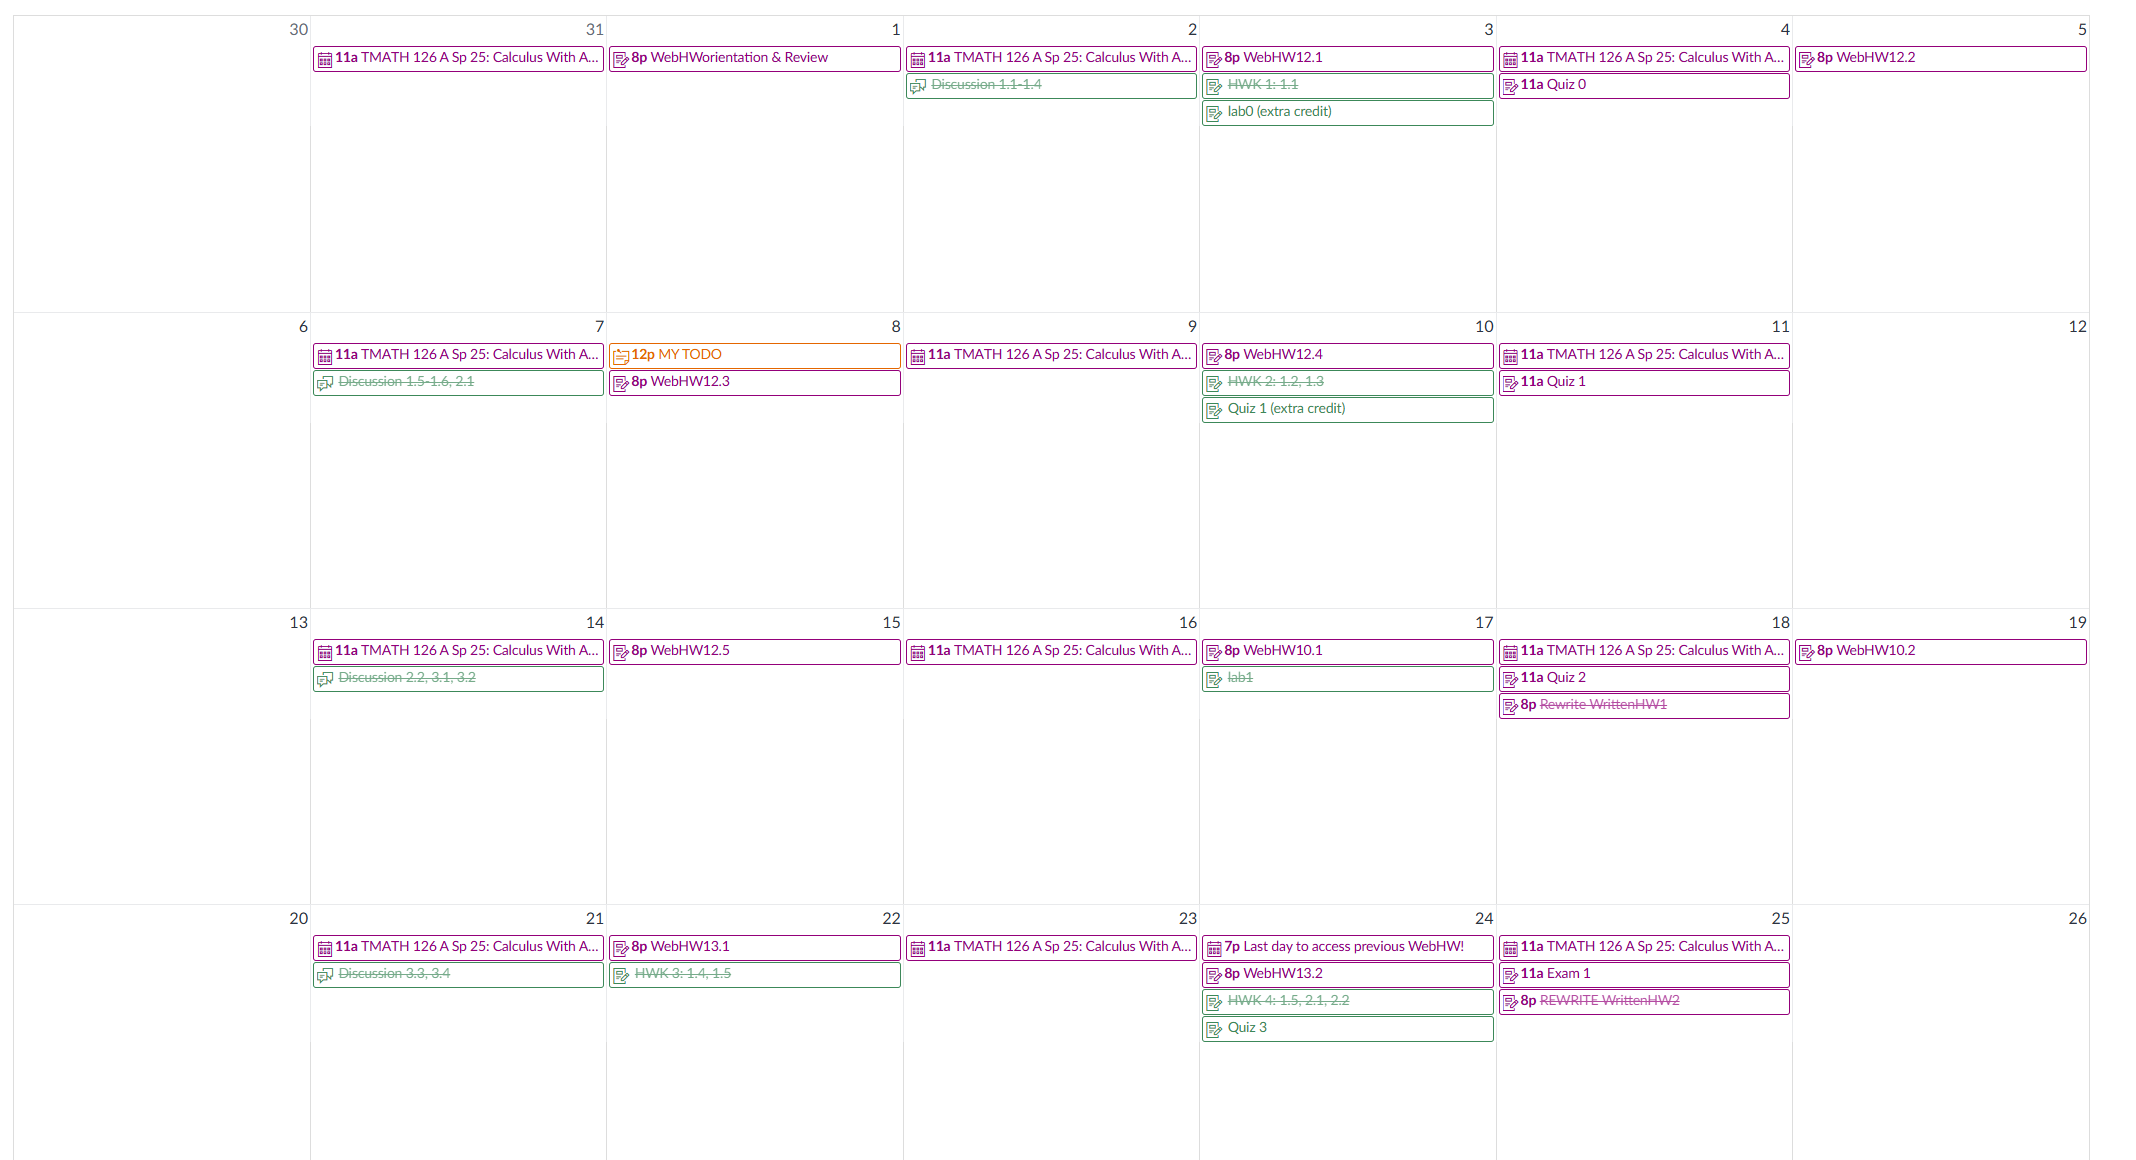 30 31 1 2 3 4 5
11a TMATH 126 A Sp 25: Calculus With A...
8p WebHWorientation & Review
11a TMATH 126 A Sp 25: Calculus With A...
Discussion 1.1-1.4
8p WebHW12.1
HWK 1: 1.1
lab0 (extra credit)
11a TMATH 126 A Sp 25: Calculus With A...
11a Quiz 0
8p WebHW12.2
6 7 8 9 10 11 12
11a TMATH 126 A Sp 25: Calculus With A...
Discussion 1.5-1.6, 2.1
12p MY TODO
8p WebHW12.3
11a TMATH 126 A Sp 25: Calculus With A...
8p WebHW12.4
HWK 2: 1.2, 1.3
Quiz 1 (extra credit)
11a TMATH 126 A Sp 25: Calculus With A...
11a Quiz 1
13 14 15 16 17 18 19
11a TMATH 126 A Sp 25: Calculus With A...
Discussion 2.2, 3.1, 3.2
8p WebHW12.5
11a TMATH 126 A Sp 25: Calculus With A...
8p WebHW10.1
lab1
11a TMATH 126 A Sp 25: Calculus With A...
11a Quiz 2
8p Rewrite WrittenHW1
8p WebHW10.2
20 21 22 23 24 25 26
11a TMATH 126 A Sp 25: Calculus With A...
Discussion 3.3, 3.4
8p WebHW13.1
HWK 3: 1.4, 1.5
11a TMATH 126 A Sp 25: Calculus With A...
7p Last day to access previous WebHW!
8p WebHW13.2
HWK 4: 1.5, 2.1, 2.2
Quiz 3
11a TMATH 126 A Sp 25: Calculus With A...
11a Exam 1
8p REWRITE WrittenHW2